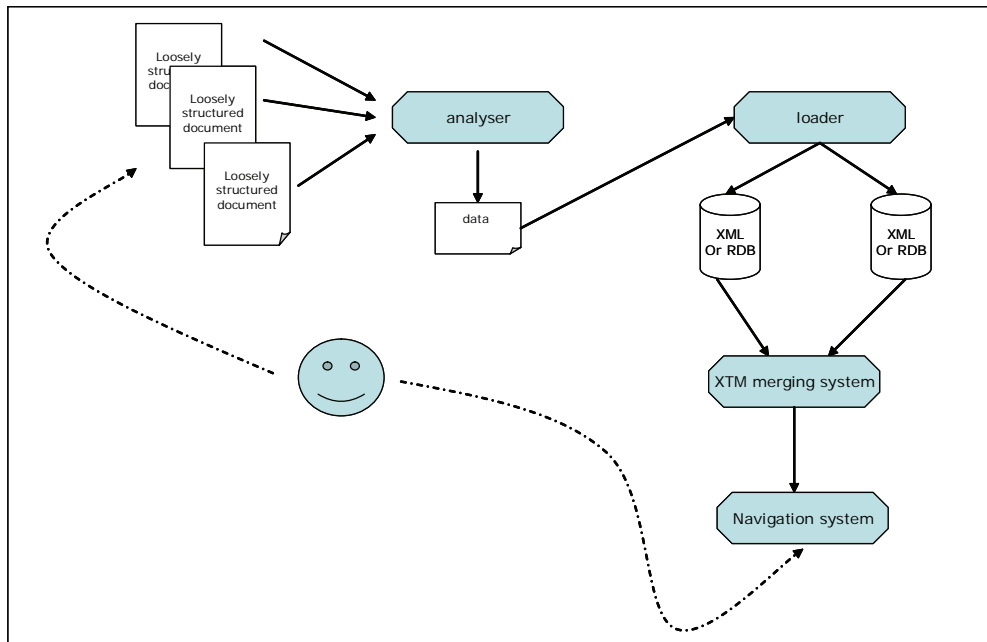 Loosely
structured
document
Loosely
structured
document
Loosely
structured
document
analyser
data
loader
XML
Or RDB
XML
Or RDB
XTM merging system
Navigation system